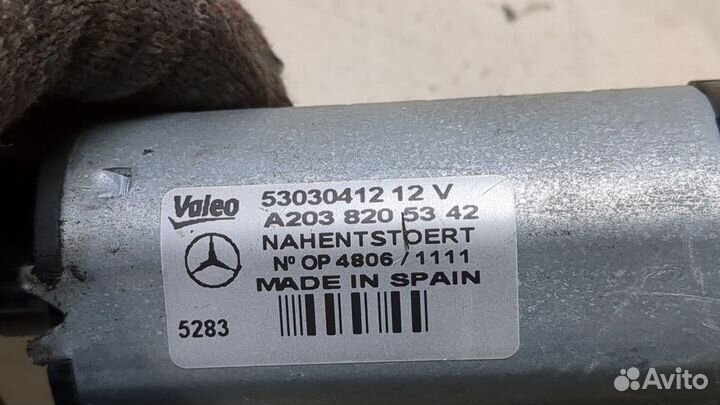 Valeo
53030412 12 V
A203 820 53 42
NAHENTSTOERT
Nº OP 4806 / 1111
MADE IN SPAIN
5283
Avito